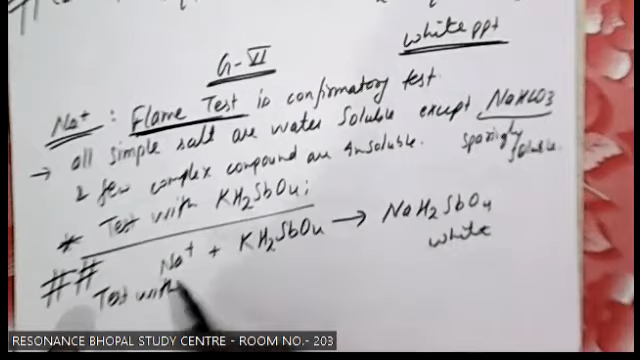 white ppt
G-VI
Na⁺ : Flame Test is confirmatory test.
→ all simple salt are water soluble except NaHCO3
sparingly soluble.
& few complex compound are insoluble.
* Test with KH2SbO4;
## Na⁺ + KH2SbO4 → NaH2SbO4
white
Test with
RESONANCE BHOPAL STUDY CENTRE - ROOM NO.- 203